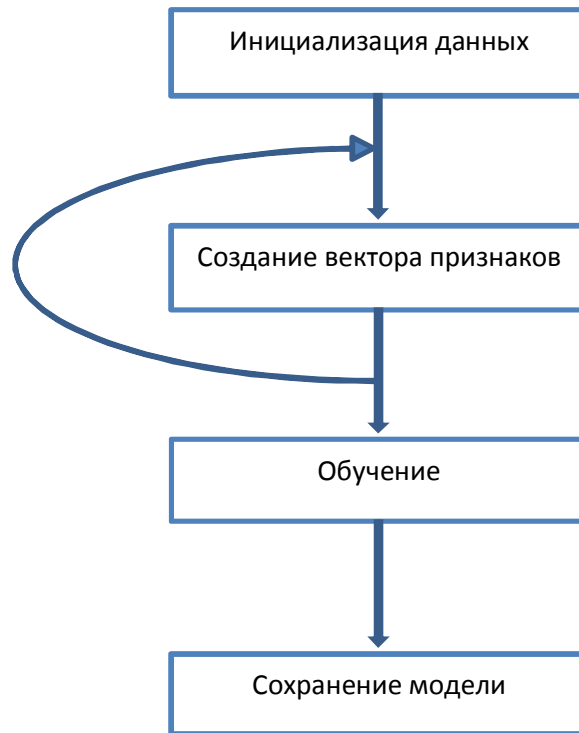 Инициализация данных
Создание вектора признаков
Обучение
Сохранение модели